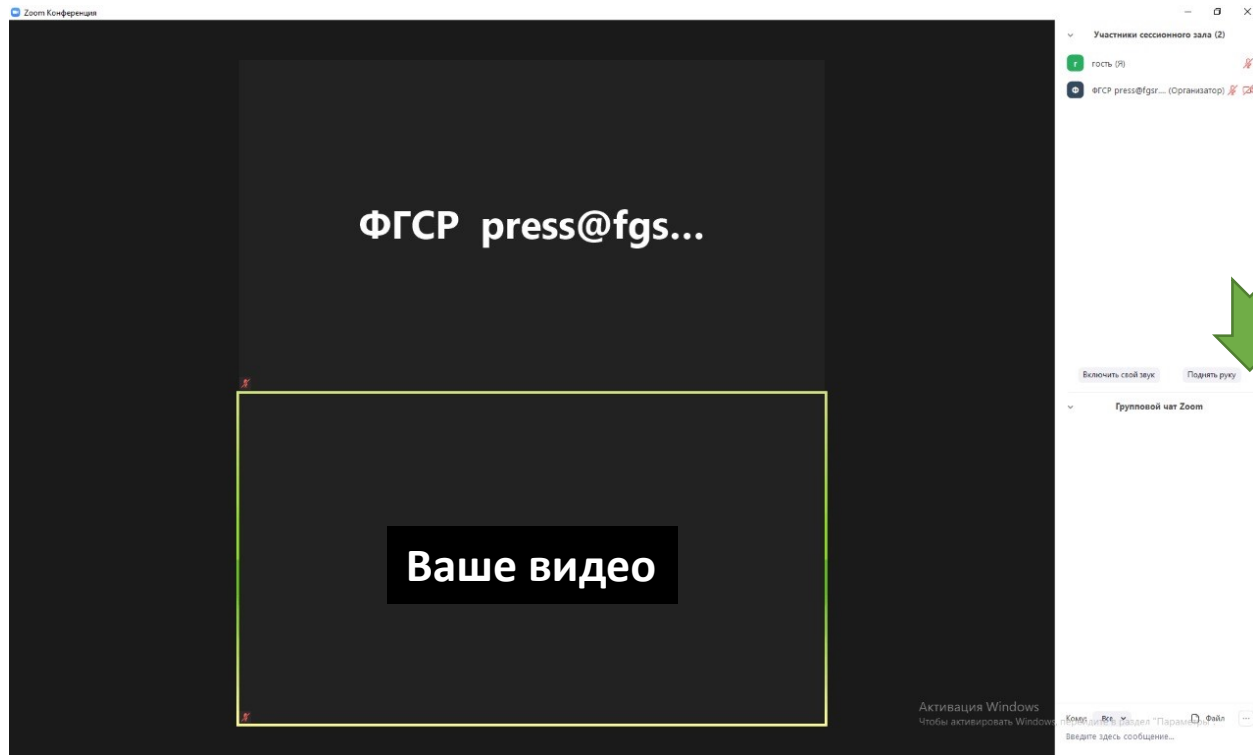 Zoom Конференция
Участники сессионного зала (2)
г гость (Я)
Ф ФГСР press@fgsr... (Организатор)
ФГСР press@fgs...
Включить свой звук Поднять руку
Групповой чат Zoom
Ваше видео
Активация Windows
Чтобы активировать Windows, перейдите в раздел "Параметры".
Кому: Все Файл ...
Введите здесь сообщение...